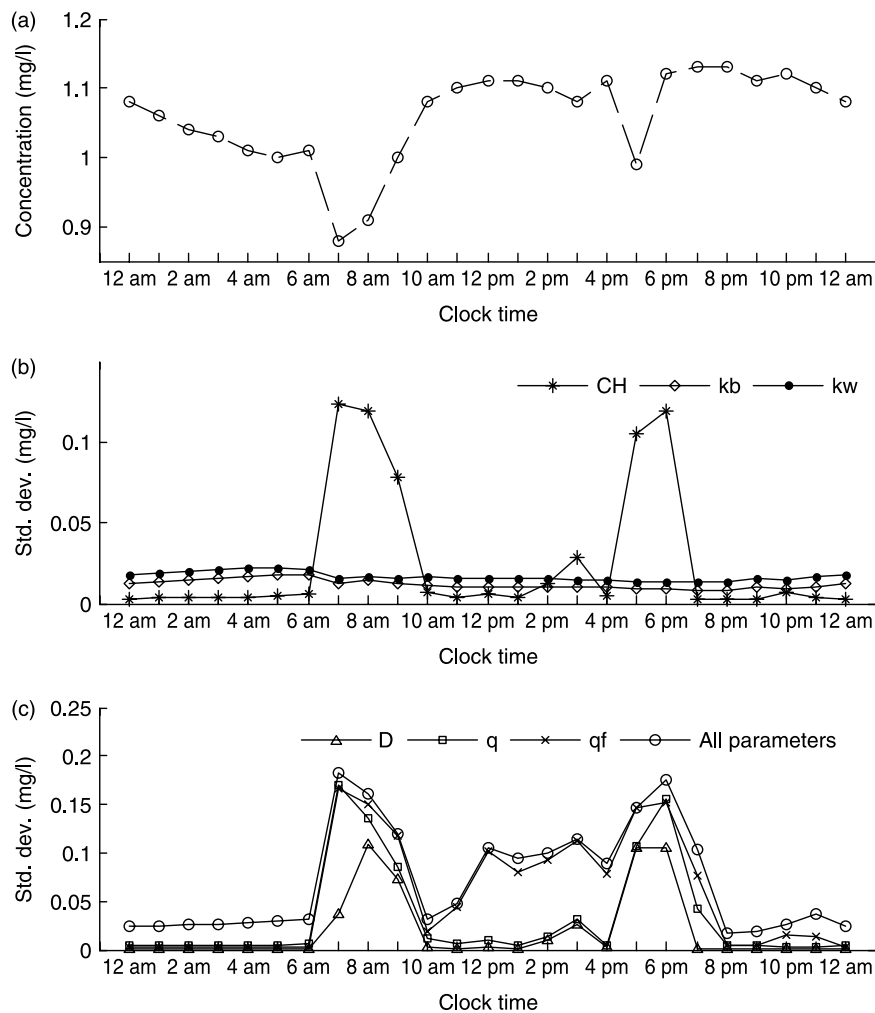 (a)
1.2
1.1
1
0.9
Concentration (mg/l)
12 am 2 am 4 am 6 am 8 am 10 am 12 pm 2 pm 4 pm 6 pm 8 pm 10 pm 12 am
Clock time
(b)
CH kb kw
0.1
0.05
0
Std. dev. (mg/l)
12 am 2 am 4 am 6 am 8 am 10 am 12 pm 2 pm 4 pm 6 pm 8 pm 10 pm 12 am
Clock time
(c)
0.25
D q qf All parameters
0.2
0.15
0.1
0.05
0
Std. dev. (mg/l)
12 am 2 am 4 am 6 am 8 am 10 am 12 pm 2 pm 4 pm 6 pm 8 pm 10 pm 12 am
Clock time